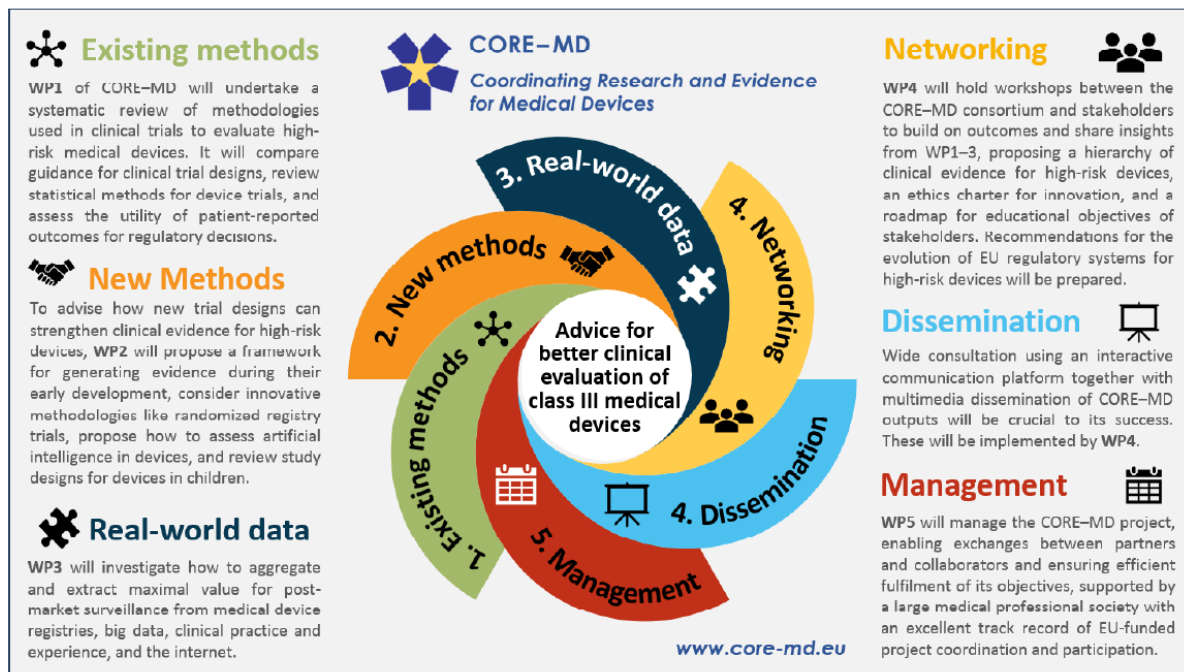 Existing methods
WP1 of CORE–MD will undertake a
systematic review of methodologies
used in clinical trials to evaluate high-
risk medical devices. It will compare
guidance for clinical trial designs, review
statistical methods for device trials, and
assess the utility of patient-reported
outcomes for regulatory decisions.
New Methods
To advise how new trial designs can
strengthen clinical evidence for high-risk
devices, WP2 will propose a framework
for generating evidence during their
early development, consider innovative
methodologies like randomized registry
trials, propose how to assess artificial
intelligence in devices, and review study
designs for devices in children.
Real-world data
WP3 will investigate how to aggregate
and extract maximal value for post-
market surveillance from medical device
registries, big data, clinical practice and
experience, and the internet.
CORE–MD
Coordinating Research and Evidence
for Medical Devices
1. Existing methods
2. New methods
3. Real-world data
4. Networking
4. Dissemination
5. Management
Advice for
better clinical
evaluation of
class III medical
devices
www.core-md.eu
Networking
WP4 will hold workshops between the
CORE–MD consortium and stakeholders
to build on outcomes and share insights
from WP1–3, proposing a hierarchy of
clinical evidence for high-risk devices,
an ethics charter for innovation, and a
roadmap for educational objectives of
stakeholders. Recommendations for the
evolution of EU regulatory systems for
high-risk devices will be prepared.
Dissemination
Wide consultation using an interactive
communication platform together with
multimedia dissemination of CORE–MD
outputs will be crucial to its success.
These will be implemented by WP4.
Management
WP5 will manage the CORE–MD project,
enabling exchanges between partners
and collaborators and ensuring efficient
fulfilment of its objectives, supported by
a large medical professional society with
an excellent track record of EU-funded
project coordination and participation.